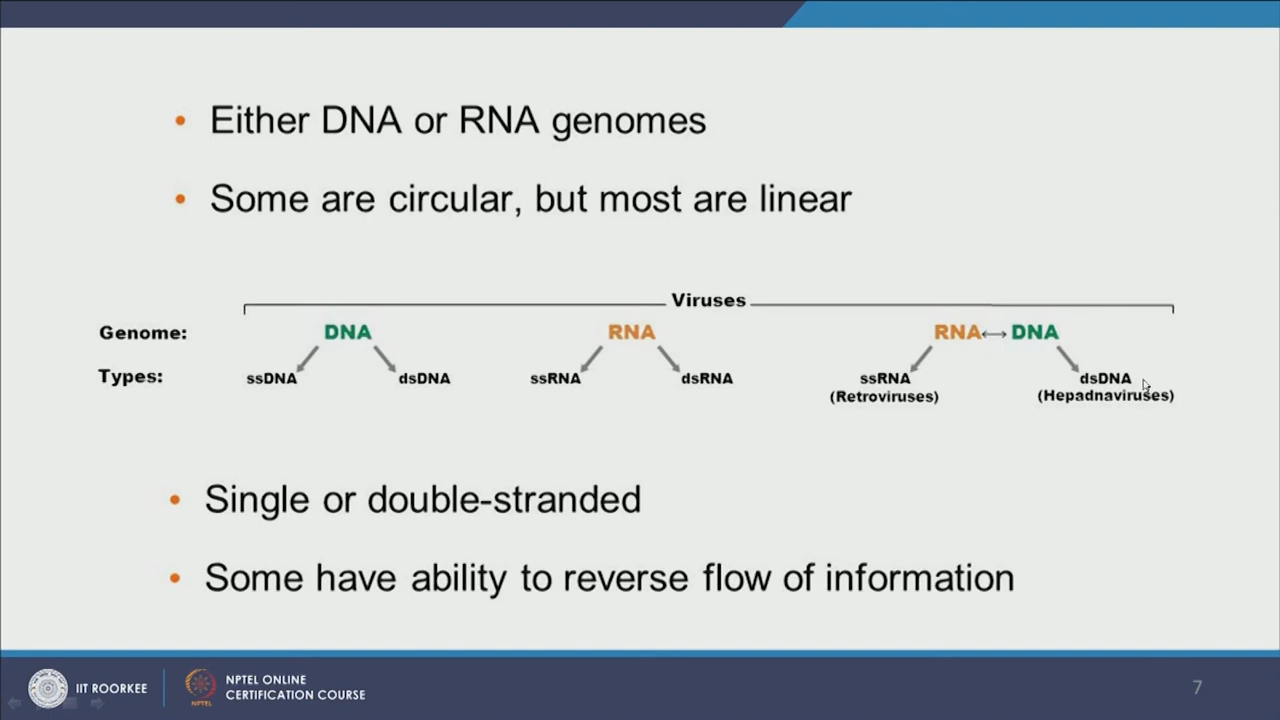 • Either DNA or RNA genomes
• Some are circular, but most are linear
Viruses
Genome: DNA RNA RNA↔DNA
Types: ssDNA dsDNA ssRNA dsRNA ssRNA dsDNA
(Retroviruses) (Hepadnaviruses)
• Single or double-stranded
• Some have ability to reverse flow of information
IIT ROORKEE
NPTEL
NPTEL ONLINE
CERTIFICATION COURSE
7